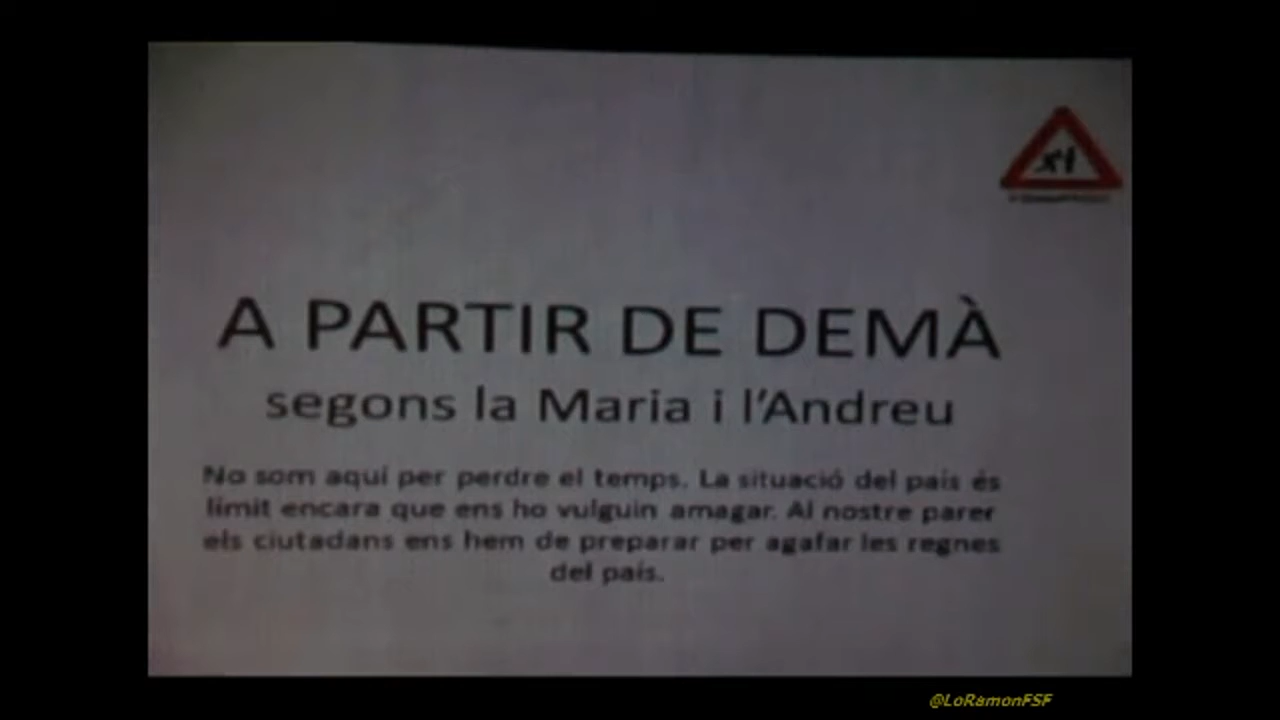 A PARTIR DE DEMÀ
segons la Maria i l'Andreu
No som aquí per perdre el temps. La situació del país és
límit encara que ens ho vulguin amagar. Al nostre parer
els ciutadans ens hem de preparar per agafar les regnes
del país.
@LoRamonFSF